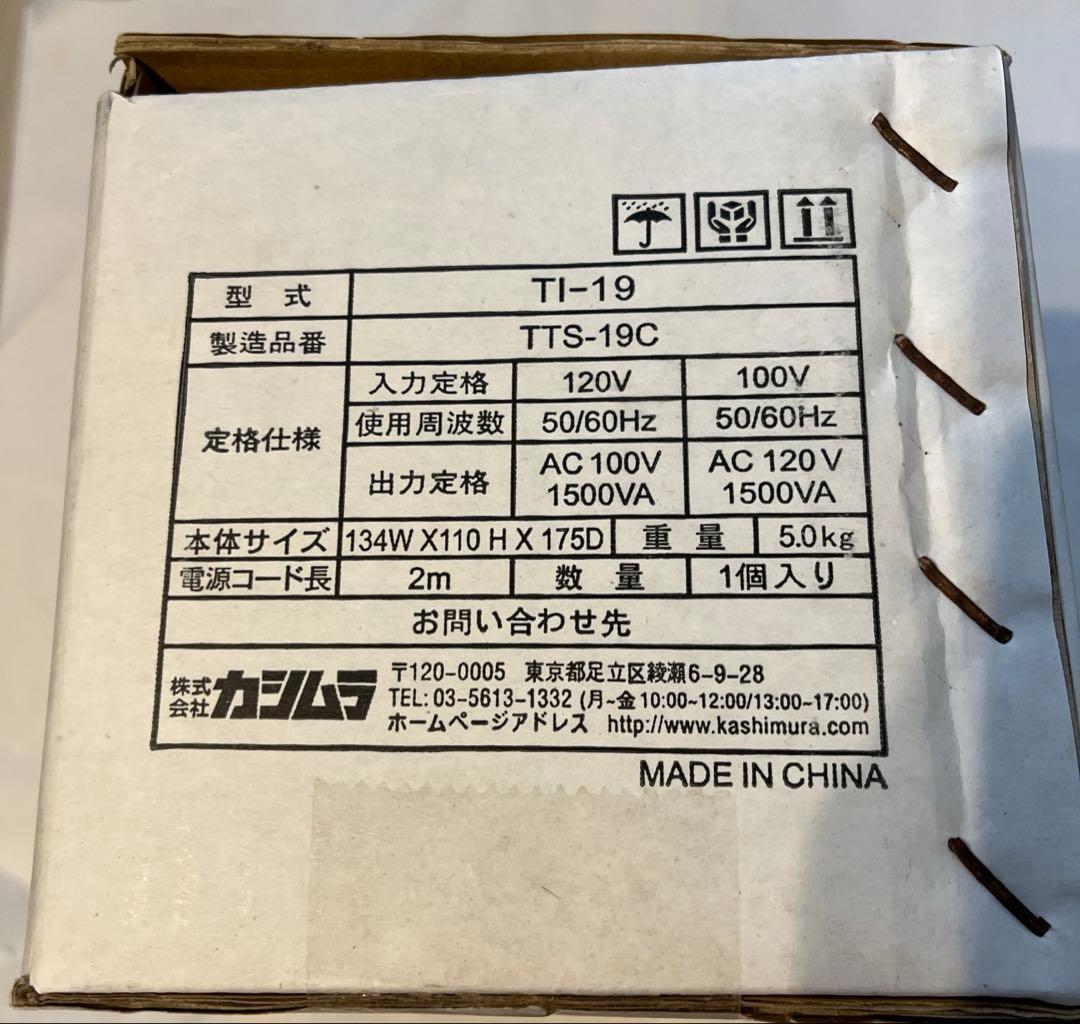 型 式 TI-19
製造品番 TTS-19C
定格仕様
入力定格 120V 100V
使用周波数 50/60Hz 50/60Hz
出力定格 AC 100V 1500VA AC 120V 1500VA
本体サイズ 134W X110 H X 175D 重 量 5.0kg
電源コード長 2m 数 量 1個入り
お問い合わせ先
株式会社カシムラ
〒120-0005 東京都足立区綾瀬6-9-28
TEL: 03-5613-1332 (月~金 10:00~12:00/13:00~17:00)
ホームページアドレス http://www.kashimura.com
MADE IN CHINA